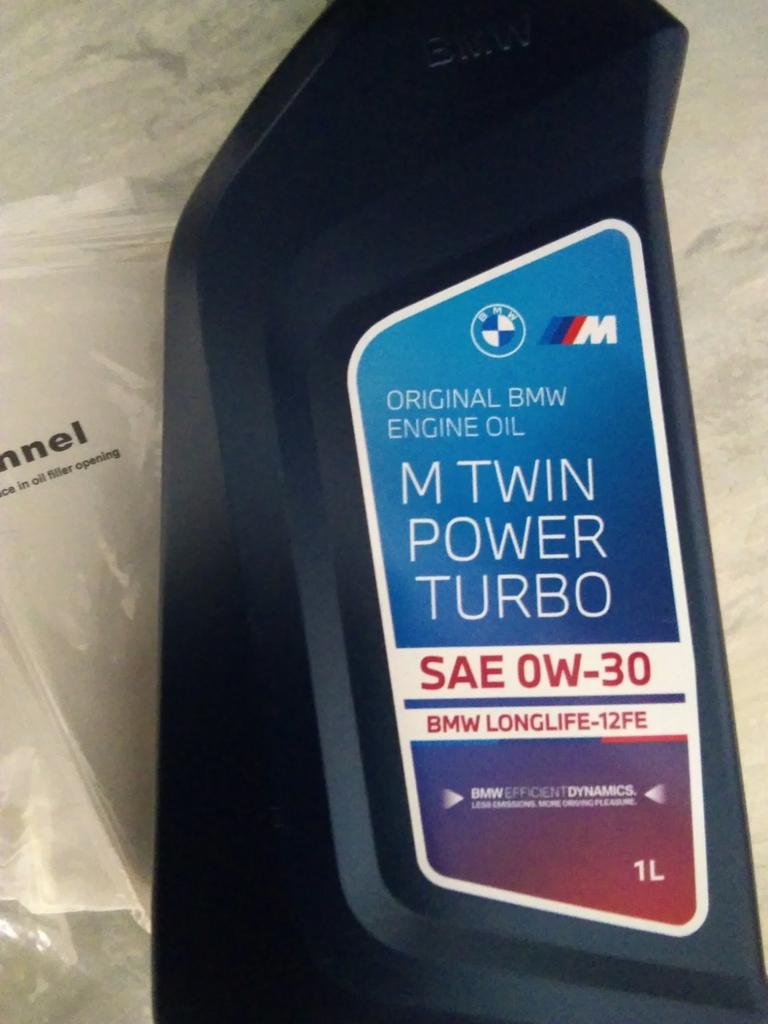 BMW
BMW
M
ORIGINAL BMW
ENGINE OIL
M TWIN
POWER
TURBO
SAE 0W-30
BMW LONGLIFE-12FE
BMW EFFICIENTDYNAMICS.
LESS EMISSIONS. MORE DRIVING PLEASURE.
1L
nnel
ce in oil filler opening